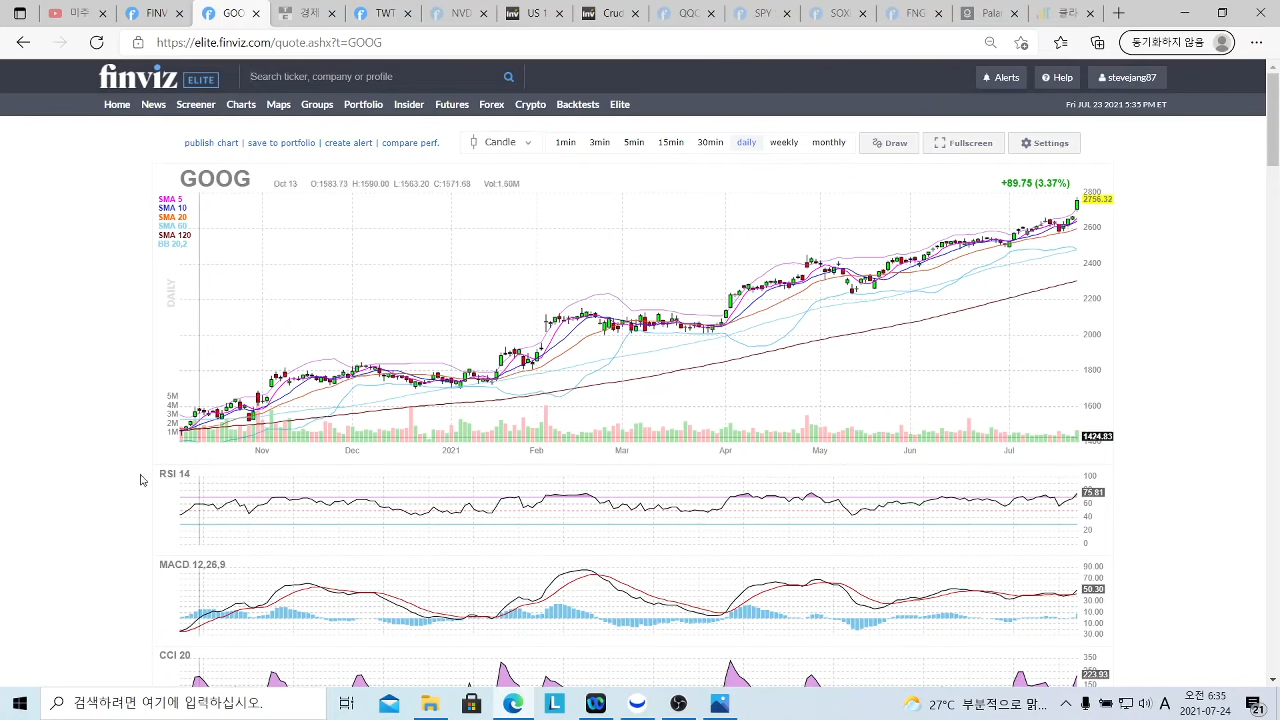 미주
경제
US 1
US 1
QQC
SPY
SOX
FAN
Pala
https://elite.finviz.com/quote.ashx?t=GOOG
동기화하지 않음
finviz ELITE
Search ticker, company or profile
Alerts
Help
stevejang87
Home News Screener Charts Maps Groups Portfolio Insider Futures Forex Crypto Backtests Elite
Fri JUL 23 2021 5:35 PM ET
publish chart | save to portfolio | create alert | compare perf.
Candle
1min 3min 5min 15min 30min daily weekly monthly
Draw
Fullscreen
Settings
GOOG
Oct 13 O:1583.73 H:1590.00 L:1563.20 C:1571.68 Vol:1.60M
+89.75 (3.37%)
SMA 5
SMA 10
SMA 20
SMA 60
SMA 120
BB 20,2
DAILY
2800
2756.32
2600
2400
2200
2000
1800
1600
1424.83
5M
4M
3M
2M
1M
Nov Dec 2021 Feb Mar Apr May Jun Jul
RSI 14
100
75.81
60
40
20
0
MACD 12,26,9
90.00
70.00
50.30
30.00
10.00
10.00
30.00
CCI 20
350
223.93
150
검색하려면 여기에 입력하십시오.
27°C 부분적으로 맑...
A
오전 6:35
2021-07-24
21